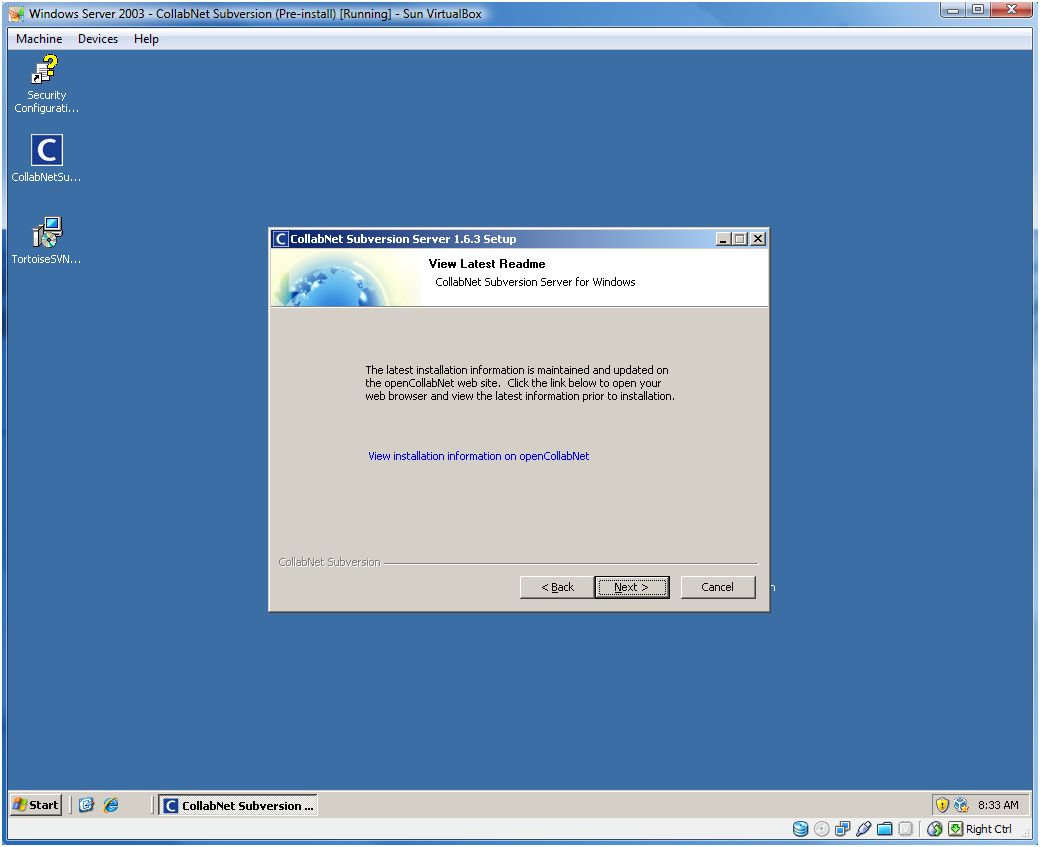 Windows Server 2003 - CollabNet Subversion (Pre-install) [Running] - Sun VirtualBox
Machine Devices Help
Security
Configurati...
C
CollabNetSu...
TortoiseSVN...
C CollabNet Subversion Server 1.6.3 Setup
View Latest Readme
CollabNet Subversion Server for Windows
The latest installation information is maintained and updated on
the openCollabNet web site. Click the link below to open your
web browser and view the latest information prior to installation.
View installation information on openCollabNet
CollabNet Subversion
< Back Next > Cancel
n
Start C CollabNet Subversion ... 8:33 AM
Right Ctrl